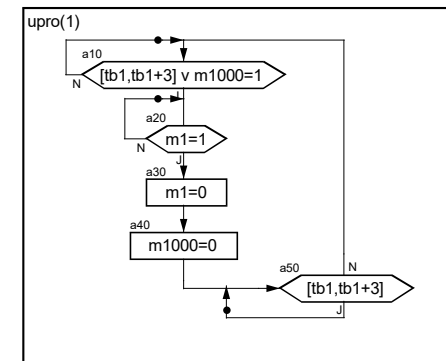 upro(1)
a10
[tb1,tb1+3] v m1000=1
N
J
a20
m1=1
N
J
a30
m1=0
a40
m1000=0
a50
N
[tb1,tb1+3]
J